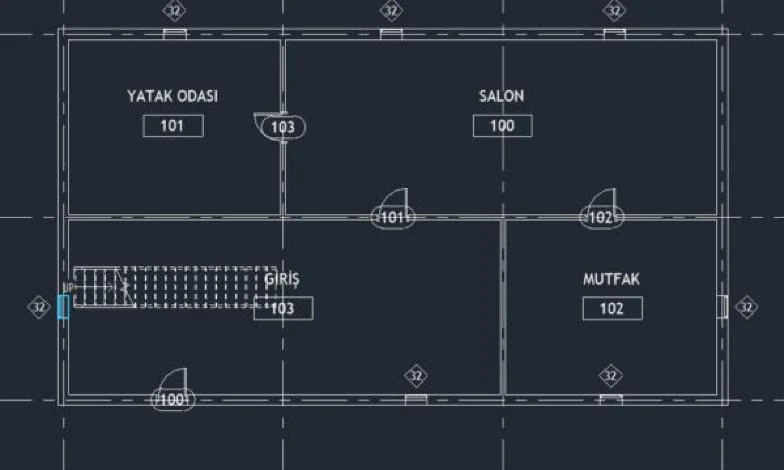 32 32 32
YATAK ODASI
101
103
SALON
100
101
102
UP
GİRİŞ
103
MUTFAK
102
32
32
100
32
32